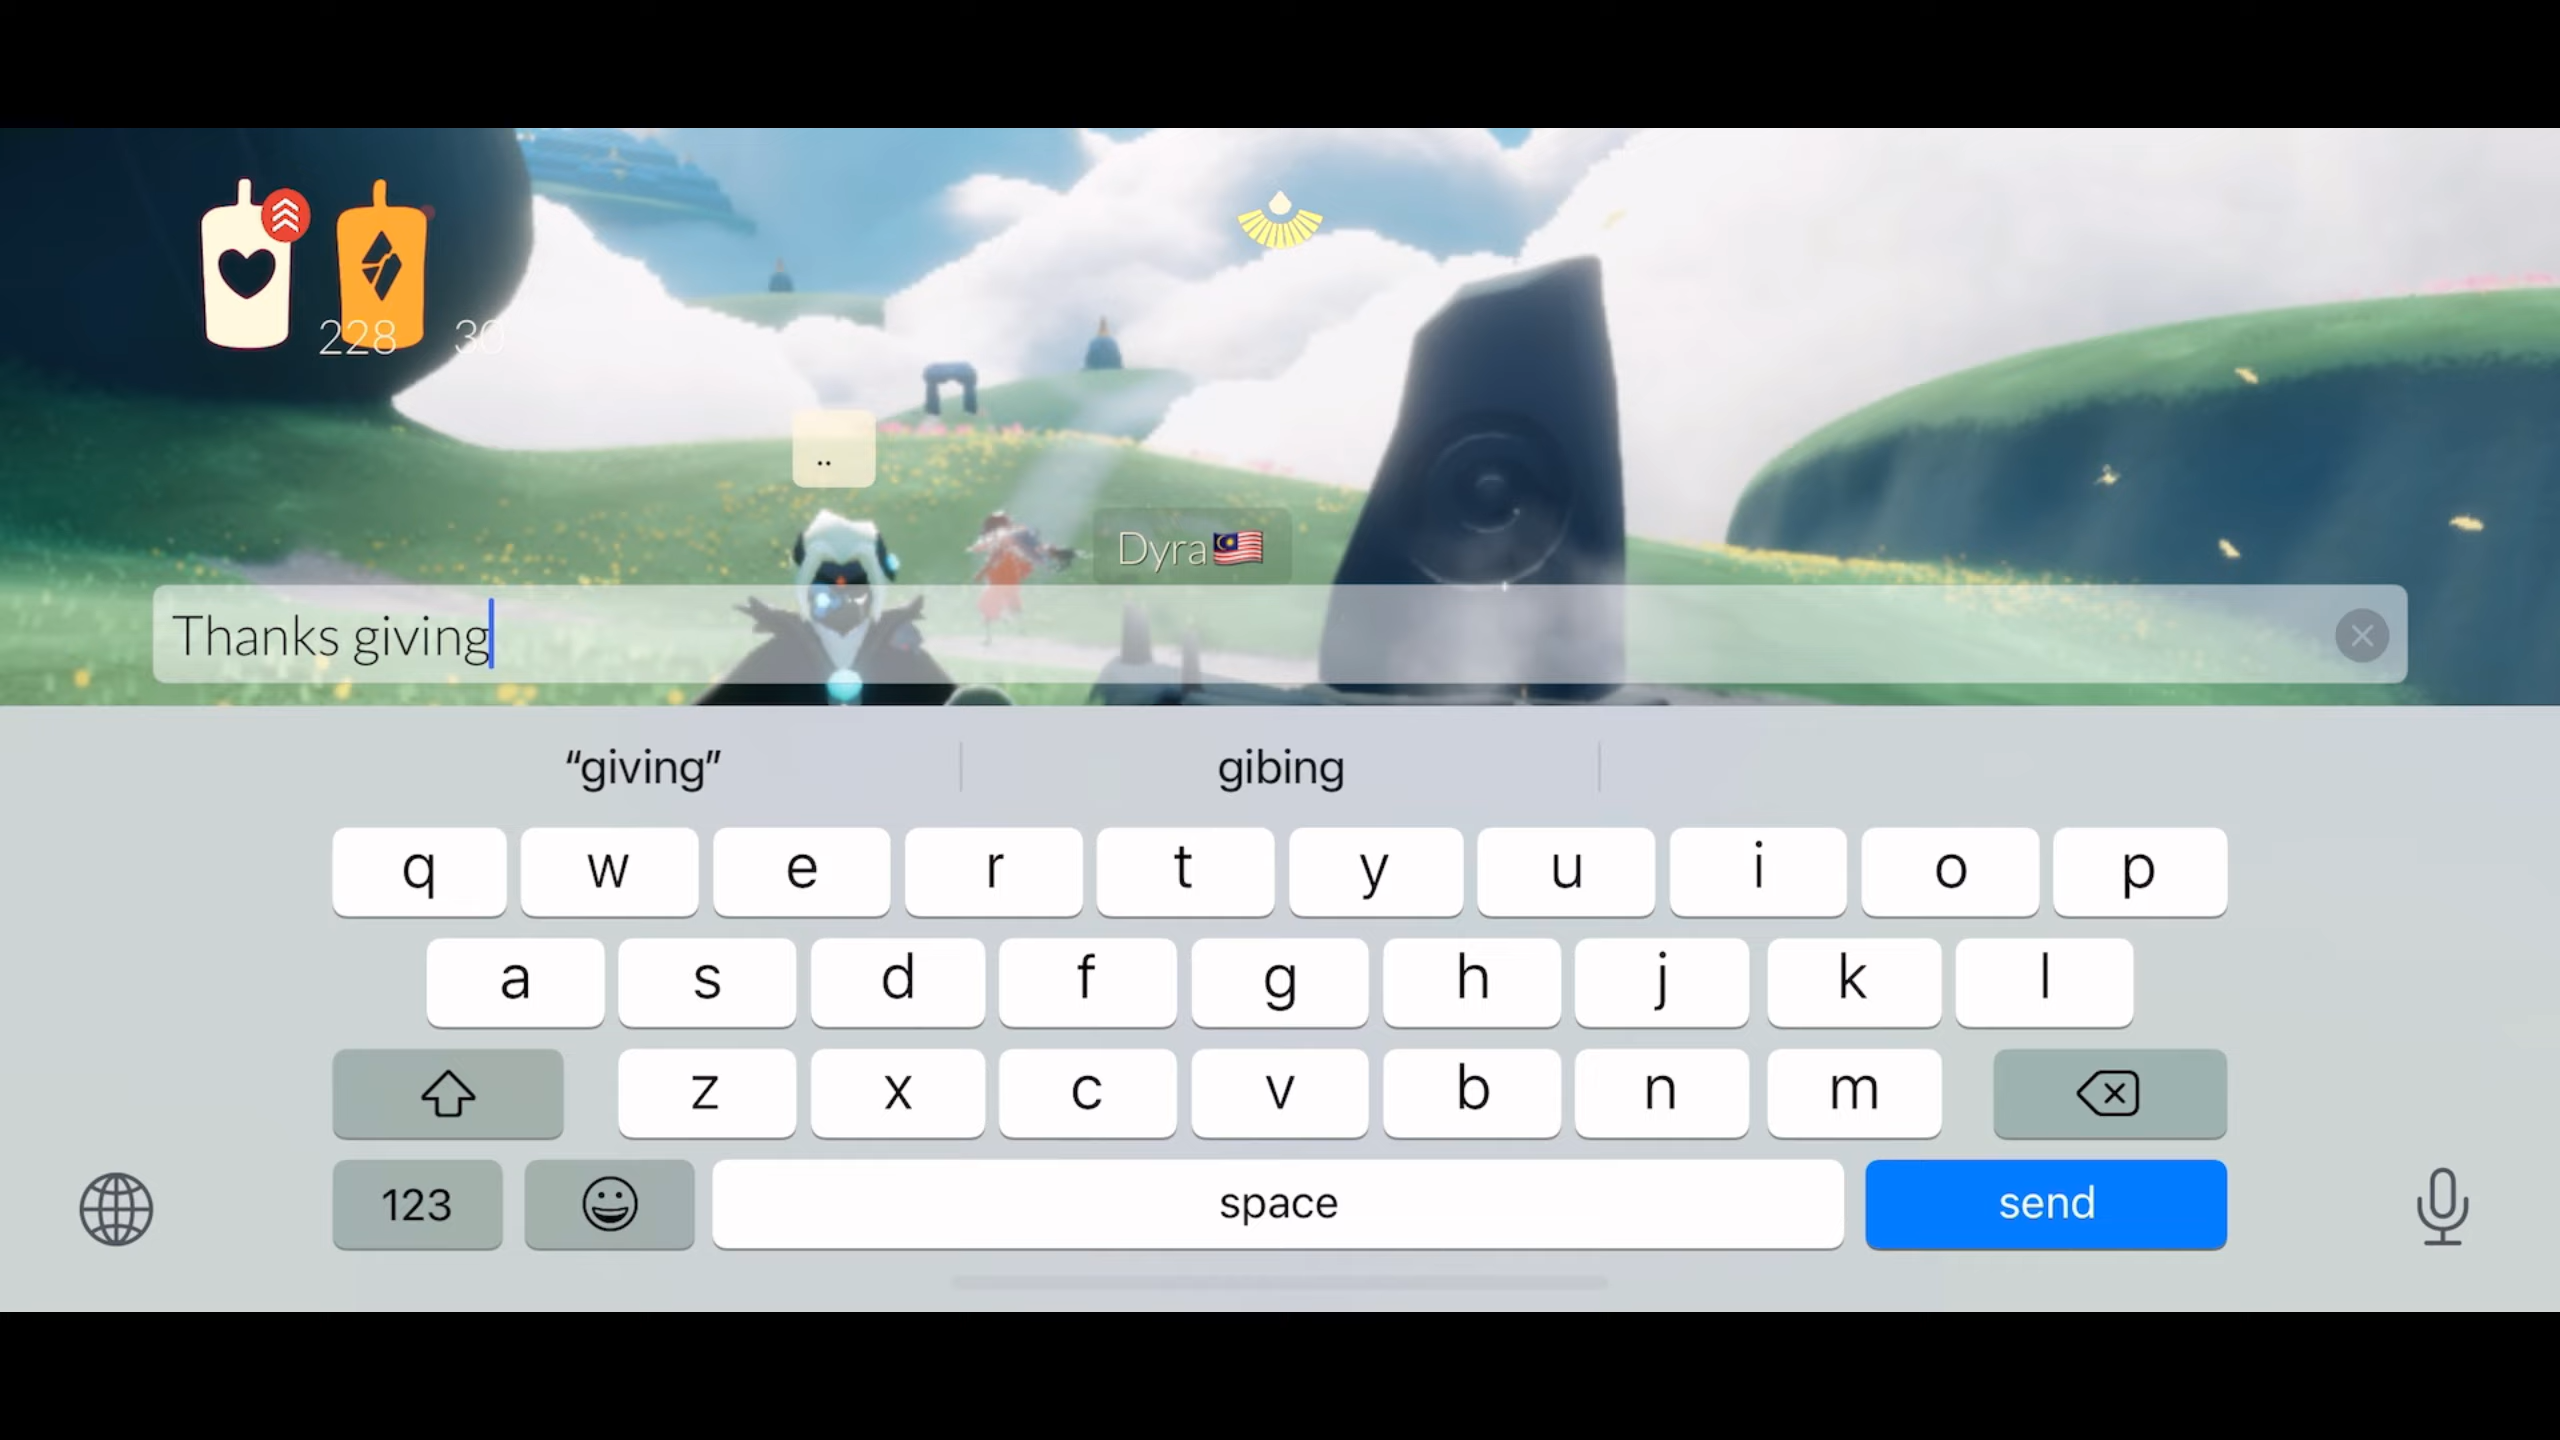 228 30
..
Dyra🇲🇾
Thanks giving
“giving” gibing
q w e r t y u i o p
a s d f g h j k l
z x c v b n m
123 space send